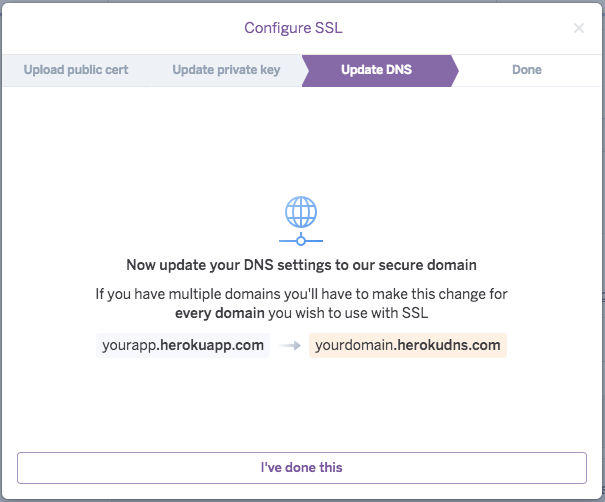 Configure SSL
Upload public cert
Update private key
Update DNS
Done
Now update your DNS settings to our secure domain
If you have multiple domains you'll have to make this change for
every domain you wish to use with SSL
yourapp.herokuapp.com
yourdomain.herokudns.com
I've done this